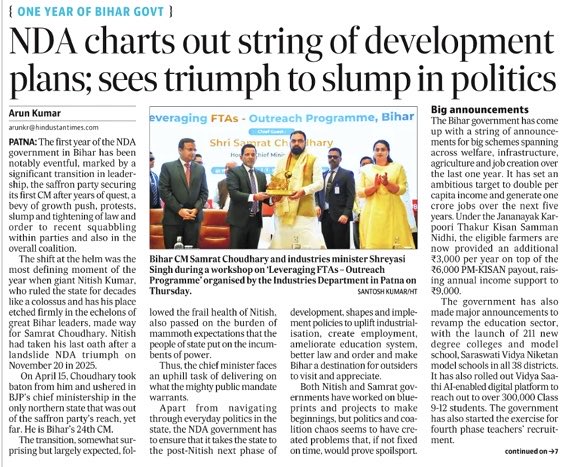 { ONE YEAR OF BIHAR GOVT }
NDA charts out string of development
plans; sees triumph to slump in politics
Arun Kumar
arunkr@hindustantimes.com
PATNA: The first year of the NDA
government in Bihar has been
notably eventful, marked by a
significant transition in leader-
ship, the saffron party securing
its first CM after years of quest, a
bevy of growth push, protests,
slump and tightening of law and
order to recent squabbling
within parties and also in the
overall coalition.
The shift at the helm was the
most defining moment of the
year when giant Nitish Kumar,
who ruled the state for decades
like a colossus and has his place
etched firmly in the echelons of
great Bihar leaders, made way
for Samrat Choudhary. Nitish
had taken his last oath after a
landslide NDA triumph on
November 20 in 2025.
On April 15, Choudhary took
baton from him and ushered in
BJP's chief ministership in the
only northern state that was out
of the saffron party's reach, yet
far. He is Bihar's 24th CM.
The transition, somewhat sur-
prising but largely expected, fol-
everaging FTAs - Outreach Programme, Bihar
Chief Guest
Shri Samrat Choudhary
Bihar CM Samrat Choudhary and industries minister Shreyasi
Singh during a workshop on 'Leveraging FTAs – Outreach
Programme' organised by the Industries Department in Patna on
Thursday.
SANTOSH KUMAR/HT
lowed the frail health of Nitish,
also passed on the burden of
mammoth expectations that the
people of state put on the incum-
bents of power.
Thus, the chief minister faces
an uphill task of delivering on
what the mighty public mandate
warrants.
Apart from navigating
through everyday politics in the
state, the NDA government has
to ensure that it takes the state to
the post-Nitish next phase of
development, shapes and imple-
ment policies to uplift industrial-
isation, create employment,
ameliorate education system,
better law and order and make
Bihar a destination for outsiders
to visit and appreciate.
Both Nitish and Samrat gov-
ernments have worked on blue-
prints and projects to make
beginnings, but politics and coa-
lition chaos seems to have cre-
ated problems that, if not fixed
on time, would prove spoilsport.
Big announcements
The Bihar government has come
up with a string of announce-
ments for big schemes spanning
across welfare, infrastructure,
agriculture and job creation over
the last one year. It has set an
ambitious target to double per
capita income and generate one
crore jobs over the next five
years. Under the Jananayak Kar-
poori Thakur Kisan Samman
Nidhi, the eligible farmers are
now provided an additional
₹3,000 per year on top of the
₹6,000 PM-KISAN payout, rais-
ing annual income support to
₹9,000.
The government has also
made major announcements to
revamp the education sector,
with the launch of 211 new
degree colleges and model
school, Saraswati Vidya Niketan
model schools in all 38 districts.
It has also rolled out Vidya Saa-
thi AI-enabled digital platform to
reach out to over 300,000 Class
9-12 students. The government
has also started the exercise for
fourth phase teachers' recruit-
ment.
continued on →7